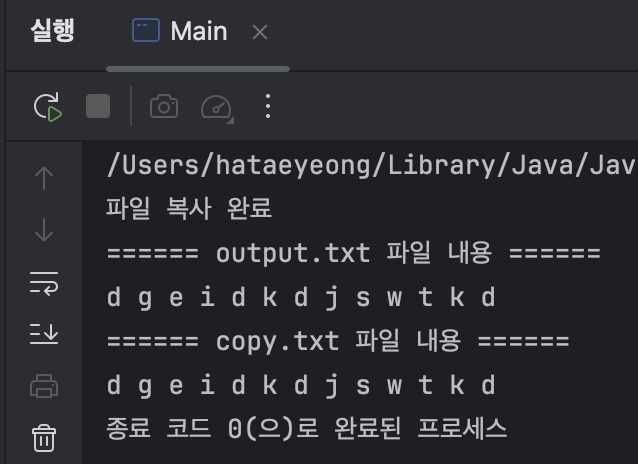 실행 Main
/Users/hataeyeong/Library/Java/Jav
파일 복사 완료
====== output.txt 파일 내용 ======
d g e i d k d j s w t k d
====== copy.txt 파일 내용 ======
d g e i d k d j s w t k d
종료 코드 0(으)로 완료된 프로세스